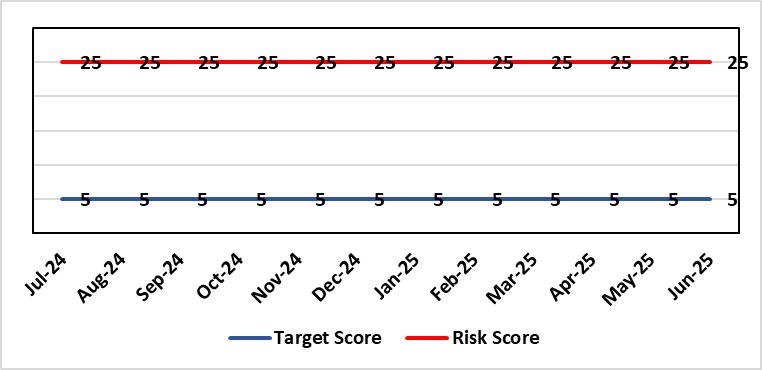 25 25 25 25 25 25 25 25 25 25 25 25
5 5 5 5 5 5 5 5 5 5 5 5
Jul-24 Aug-24 Sep-24 Oct-24 Nov-24 Dec-24 Jan-25 Feb-25 Mar-25 Apr-25 May-25 Jun-25
Target Score Risk Score